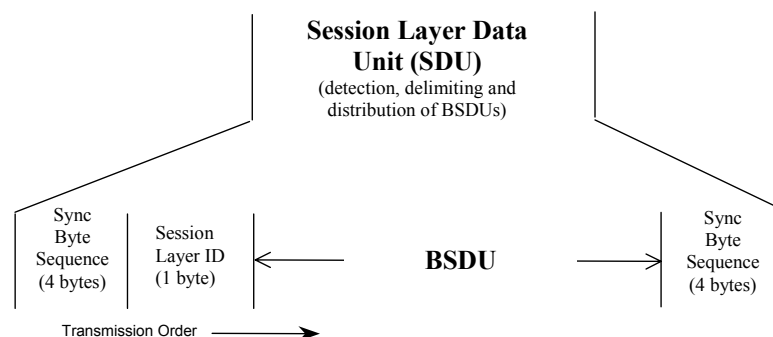 Session Layer Data
Unit (SDU)
(detection, delimiting and
distribution of BSDUs)
Sync
Byte
Sequence
(4 bytes)
Session
Layer ID
(1 byte)
BSDU
Sync
Byte
Sequence
(4 bytes)
Transmission Order